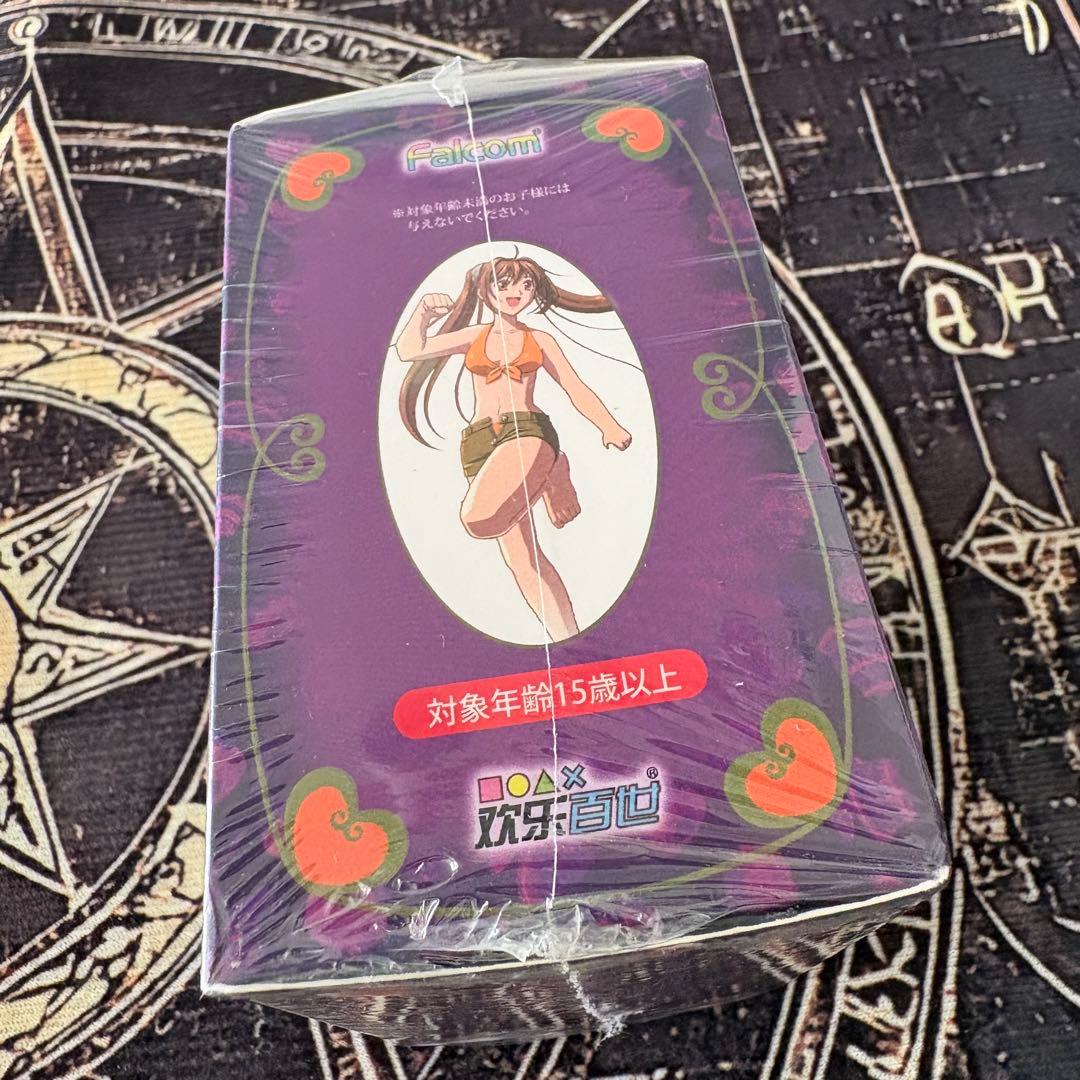 Falcom®
※対象年齢未満のお子様には
与えないでください。
対象年齢15歳以上
欢乐百世®